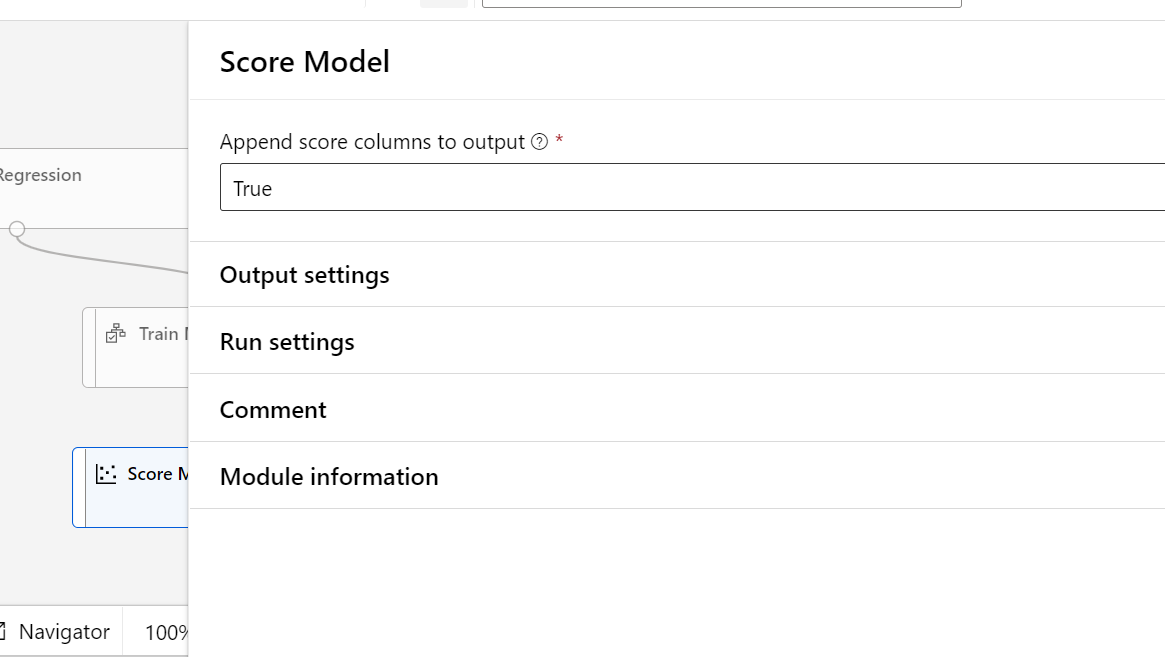 Score Model
Append score columns to output ? *
True
Output settings
Run settings
Comment
Module information
Regression
Train
Score
Navigator
100%